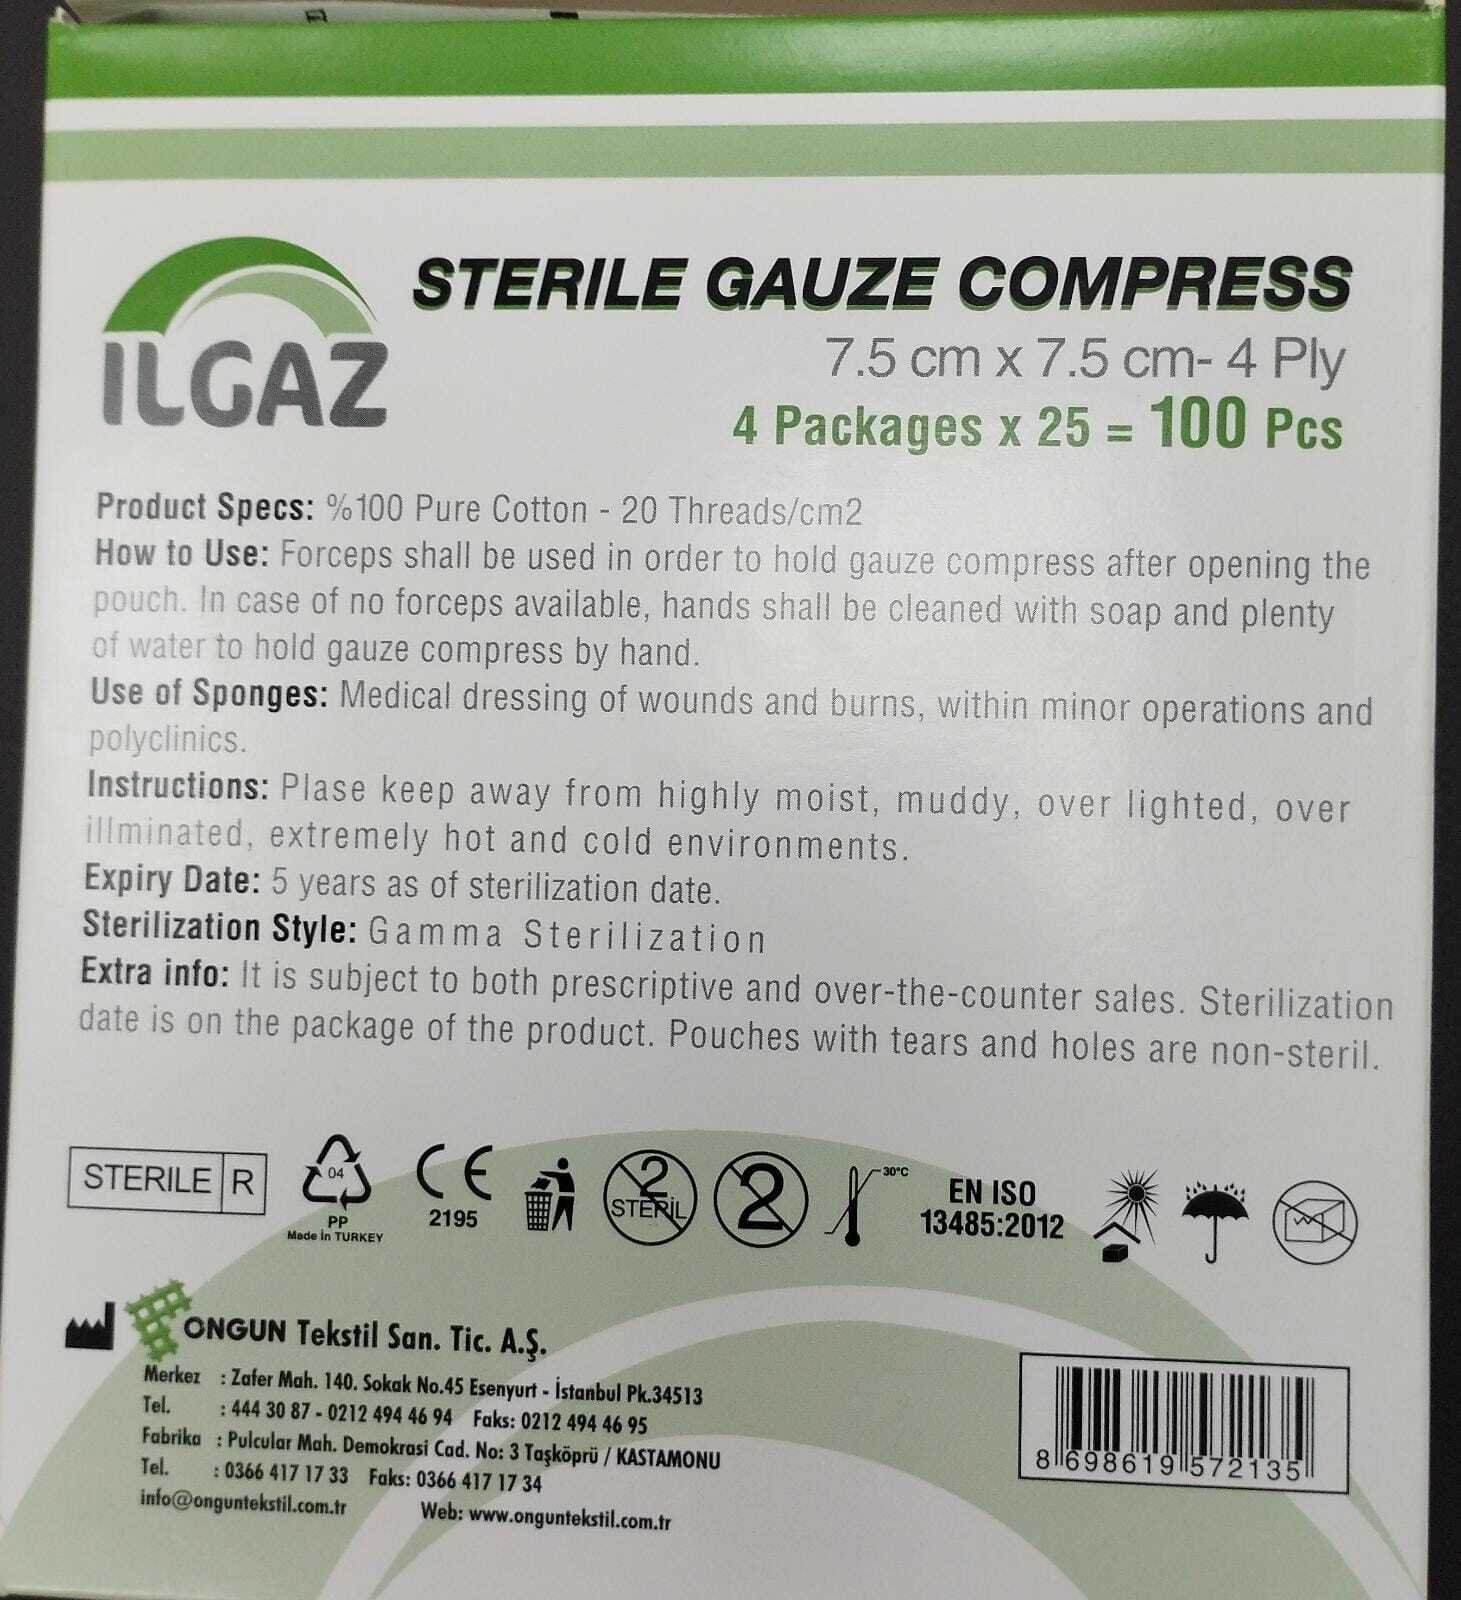 ILGAZ
STERILE GAUZE COMPRESS
7.5 cm x 7.5 cm- 4 Ply
4 Packages x 25 = 100 Pcs
Product Specs: %100 Pure Cotton - 20 Threads/cm2
How to Use: Forceps shall be used in order to hold gauze compress after opening the
pouch. In case of no forceps available, hands shall be cleaned with soap and plenty
of water to hold gauze compress by hand.
Use of Sponges: Medical dressing of wounds and burns, within minor operations and
polyclinics.
Instructions: Plase keep away from highly moist, muddy, over lighted, over
illminated, extremely hot and cold environments.
Expiry Date: 5 years as of sterilization date.
Sterilization Style: Gamma Sterilization
Extra info: It is subject to both prescriptive and over-the-counter sales. Sterilization
date is on the package of the product. Pouches with tears and holes are non-steril.
STERILE R
04
PP
Made in TURKEY
CE
2195
2
STERİL
2
30°C
EN ISO
13485:2012
ONGUN Tekstil San. Tic. A.Ş.
Merkez : Zafer Mah. 140. Sokak No.45 Esenyurt - İstanbul Pk.34513
Tel. : 444 30 87 - 0212 494 46 94 Faks: 0212 494 46 95
Fabrika : Pulcular Mah. Demokrasi Cad. No: 3 Taşköprü / KASTAMONU
Tel. : 0366 417 17 33 Faks: 0366 417 17 34
info@onguntekstil.com.tr Web: www.onguntekstil.com.tr
8 698619 572135